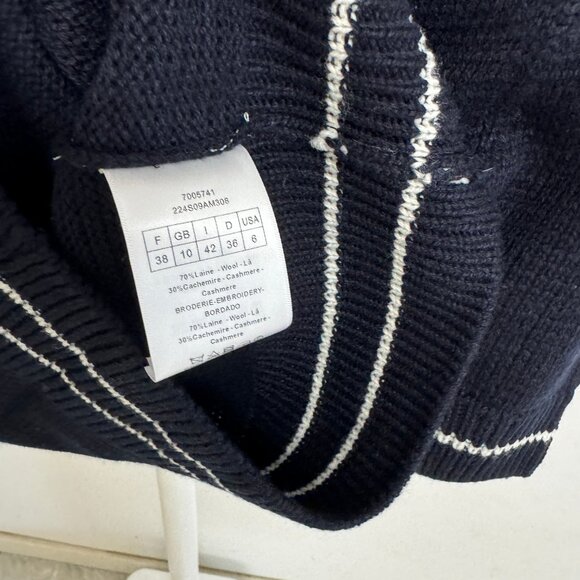 7005741
224S09AM308
F GB I D USA
38 10 42 36 6
70%Laine - Wool - Lã
30%Cachemire - Cashmere -
Cashmere
BRODERIE-EMBROIDERY-
BORDADO
70%Laine - Wool - Lã
30%Cachemire - Cashmere -
Cashmere